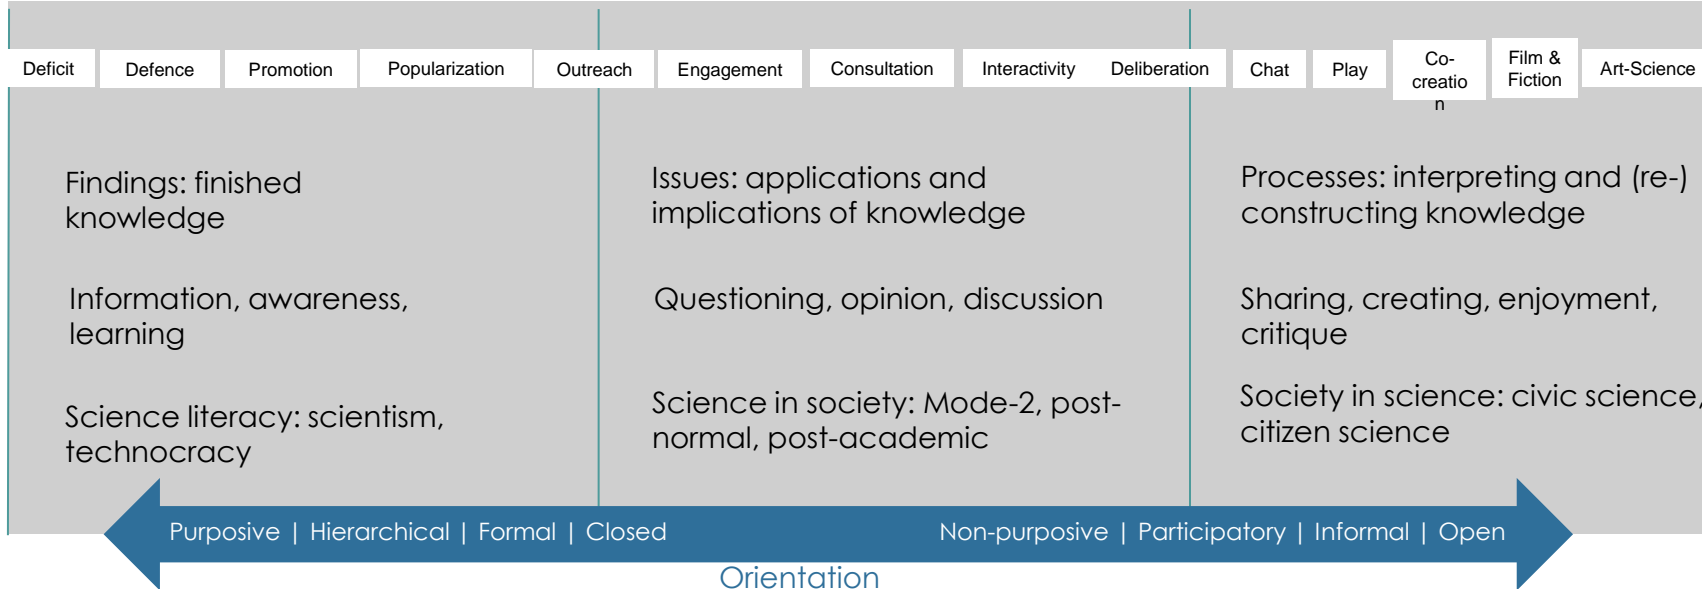 Deficit
Defence
Promotion
Popularization
Outreach
Engagement
Consultation
Interactivity
Deliberation
Chat
Play
Co-
creatio
n
Film &
Fiction
Art-Science
Findings: finished
knowledge
Issues: applications and
implications of knowledge
Processes: interpreting and (re-)
constructing knowledge
Information, awareness,
learning
Questioning, opinion, discussion
Sharing, creating, enjoyment,
critique
Science literacy: scientism,
technocracy
Science in society: Mode-2, post-
normal, post-academic
Society in science: civic science,
citizen science
Purposive | Hierarchical | Formal | Closed
Non-purposive | Participatory | Informal | Open
Orientation